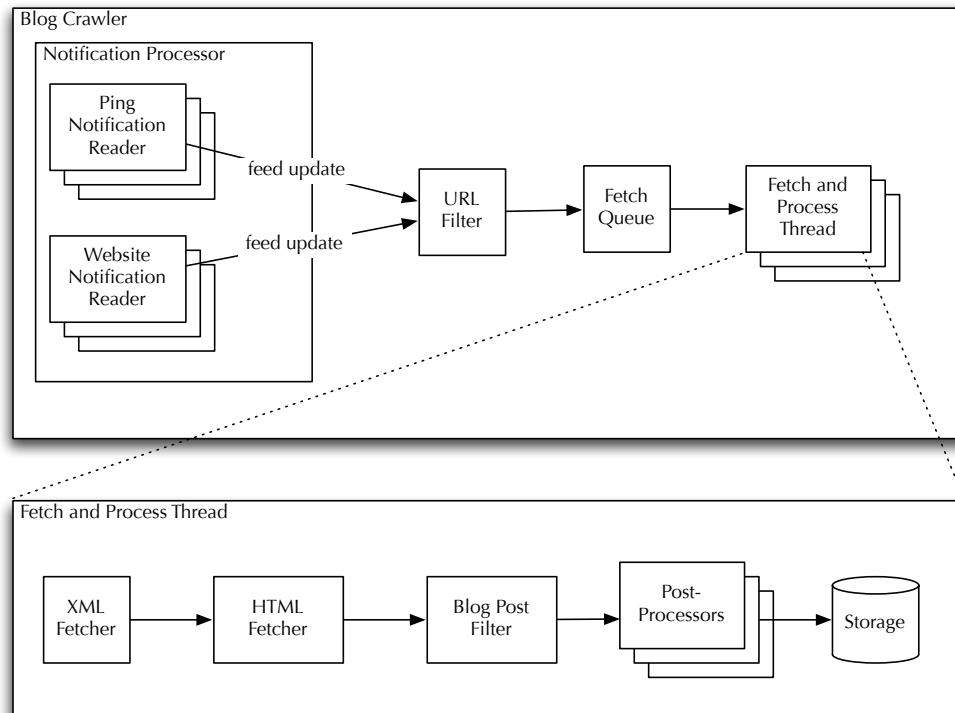 Blog Crawler
Notification Processor
Ping
Notification
Reader
feed update
URL
Filter
Fetch
Queue
Fetch and
Process
Thread
feed update
Website
Notification
Reader
Fetch and Process Thread
XML
Fetcher
HTML
Fetcher
Blog Post
Filter
Post-
Processors
Storage